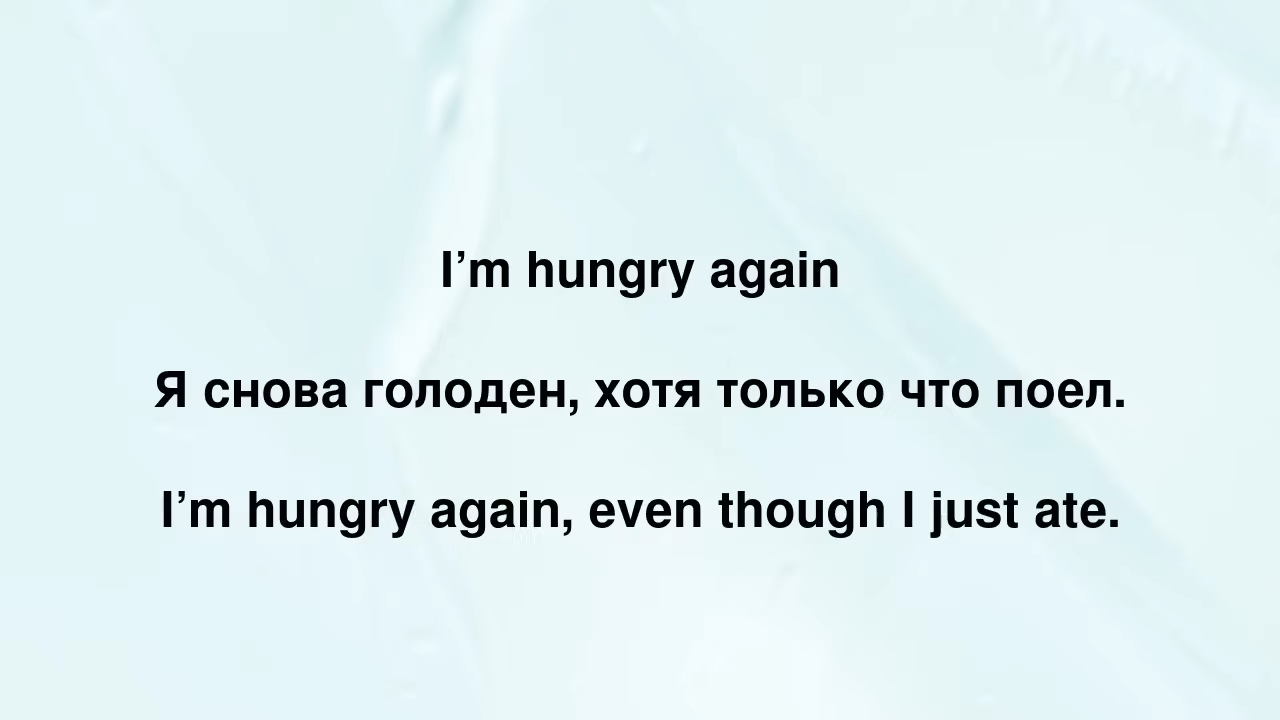 I’m hungry again
Я снова голоден, хотя только что поел.
I’m hungry again, even though I just ate.